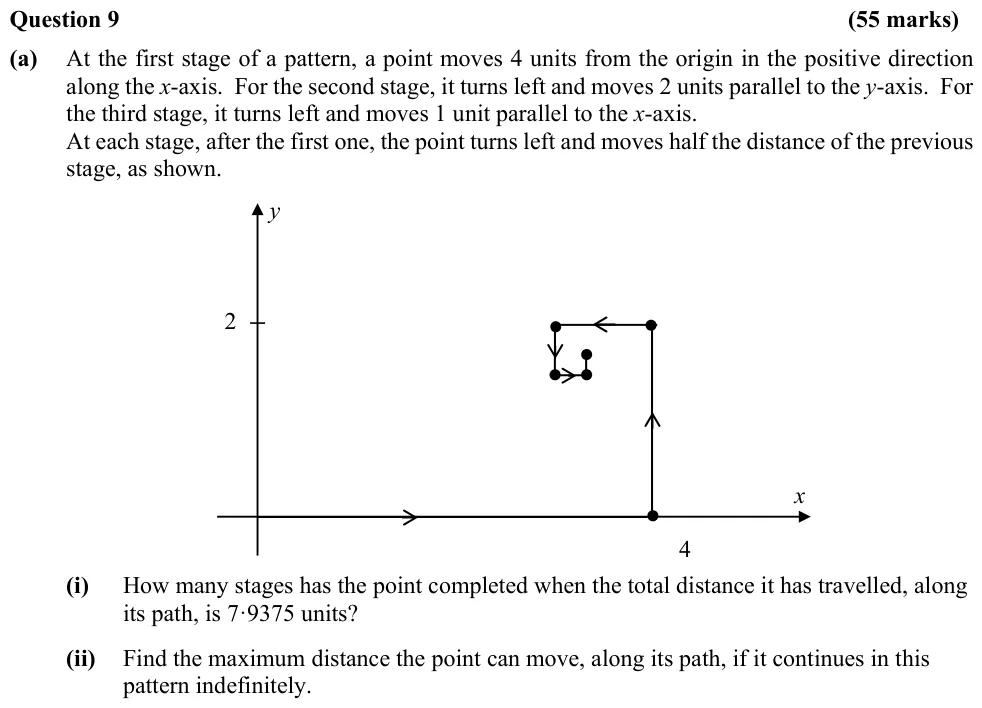 Question 9 (55 marks)
(a) At the first stage of a pattern, a point moves 4 units from the origin in the positive direction
along the x-axis. For the second stage, it turns left and moves 2 units parallel to the y-axis. For
the third stage, it turns left and moves 1 unit parallel to the x-axis.
At each stage, after the first one, the point turns left and moves half the distance of the previous
stage, as shown.
y
2
x
4
(i) How many stages has the point completed when the total distance it has travelled, along
its path, is 7·9375 units?
(ii) Find the maximum distance the point can move, along its path, if it continues in this
pattern indefinitely.